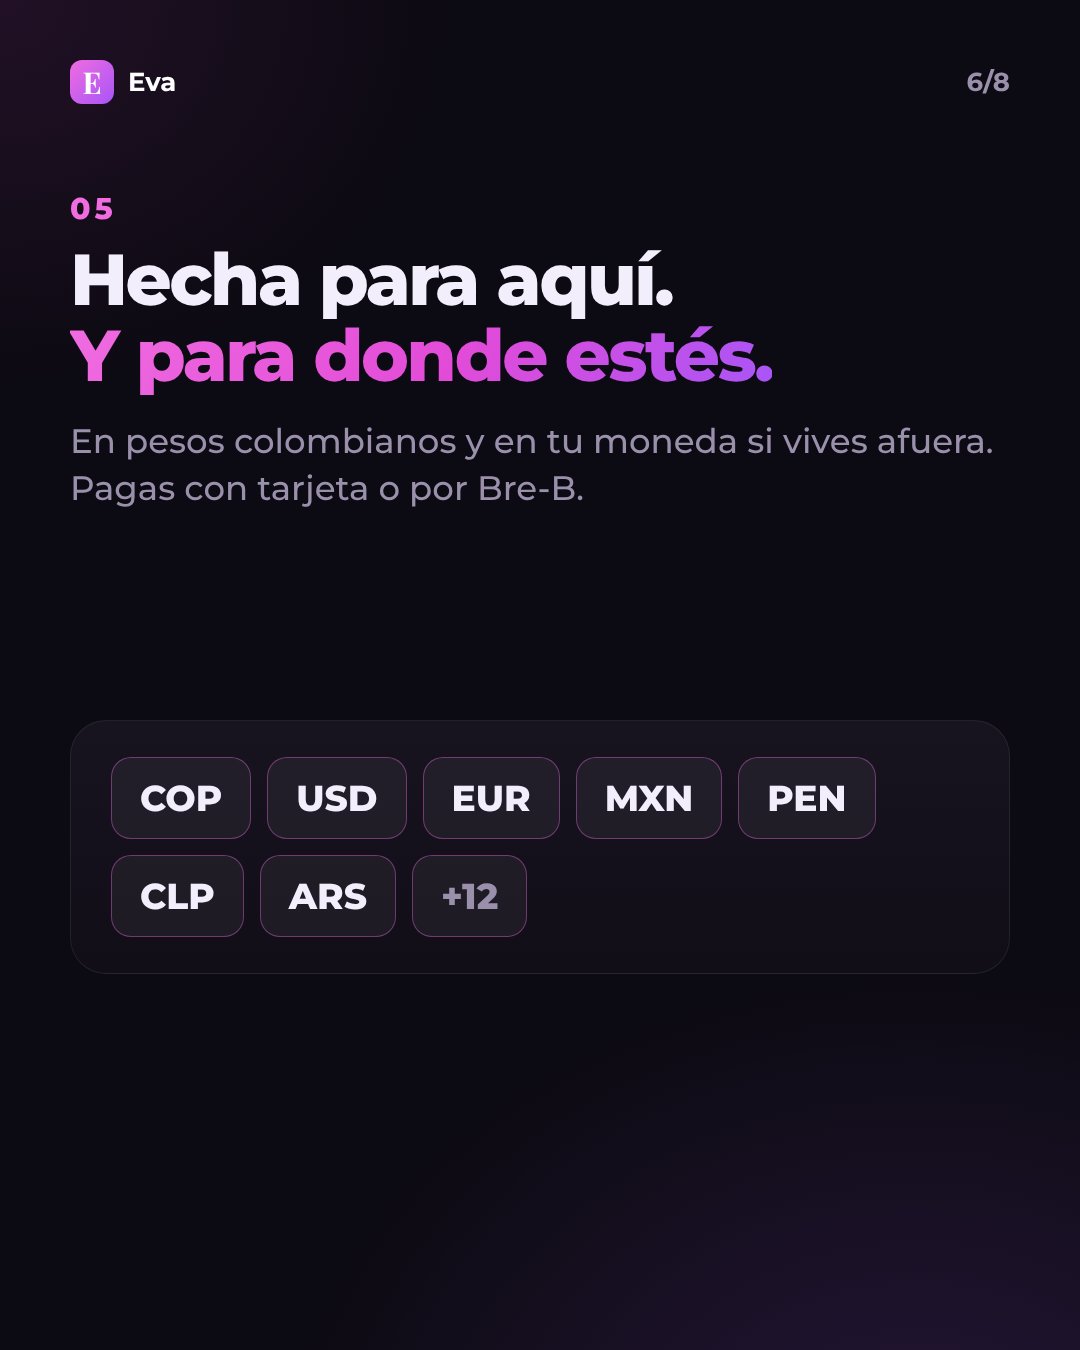 E Eva
6/8
05
Hecha para aquí.
Y para donde estés.
En pesos colombianos y en tu moneda si vives afuera.
Pagas con tarjeta o por Bre-B.
COP USD EUR MXN PEN
CLP ARS +12